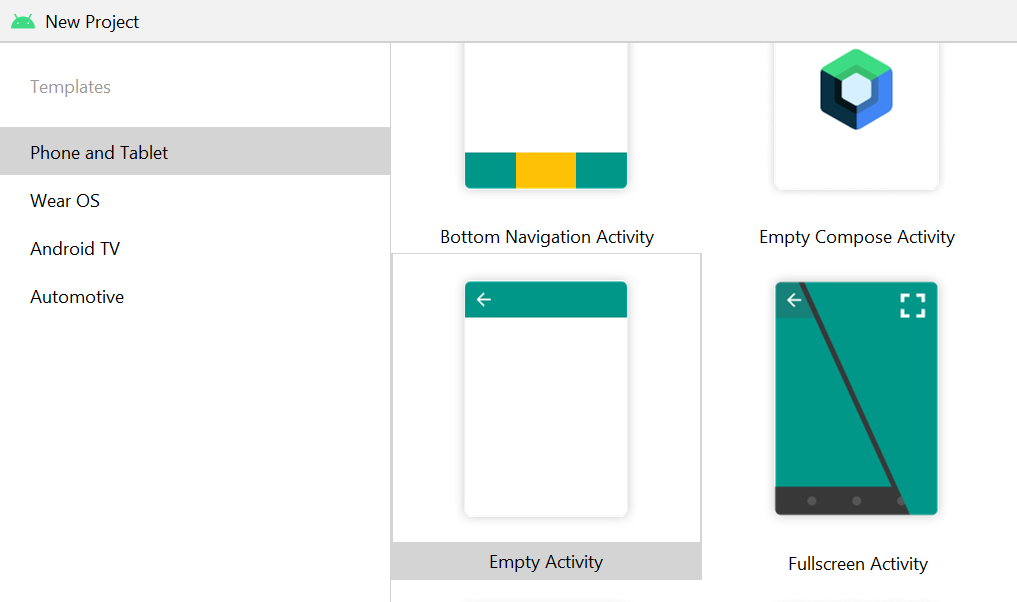 New Project
Templates
Phone and Tablet
Wear OS
Android TV
Automotive
Bottom Navigation Activity
Empty Compose Activity
Empty Activity
Fullscreen Activity